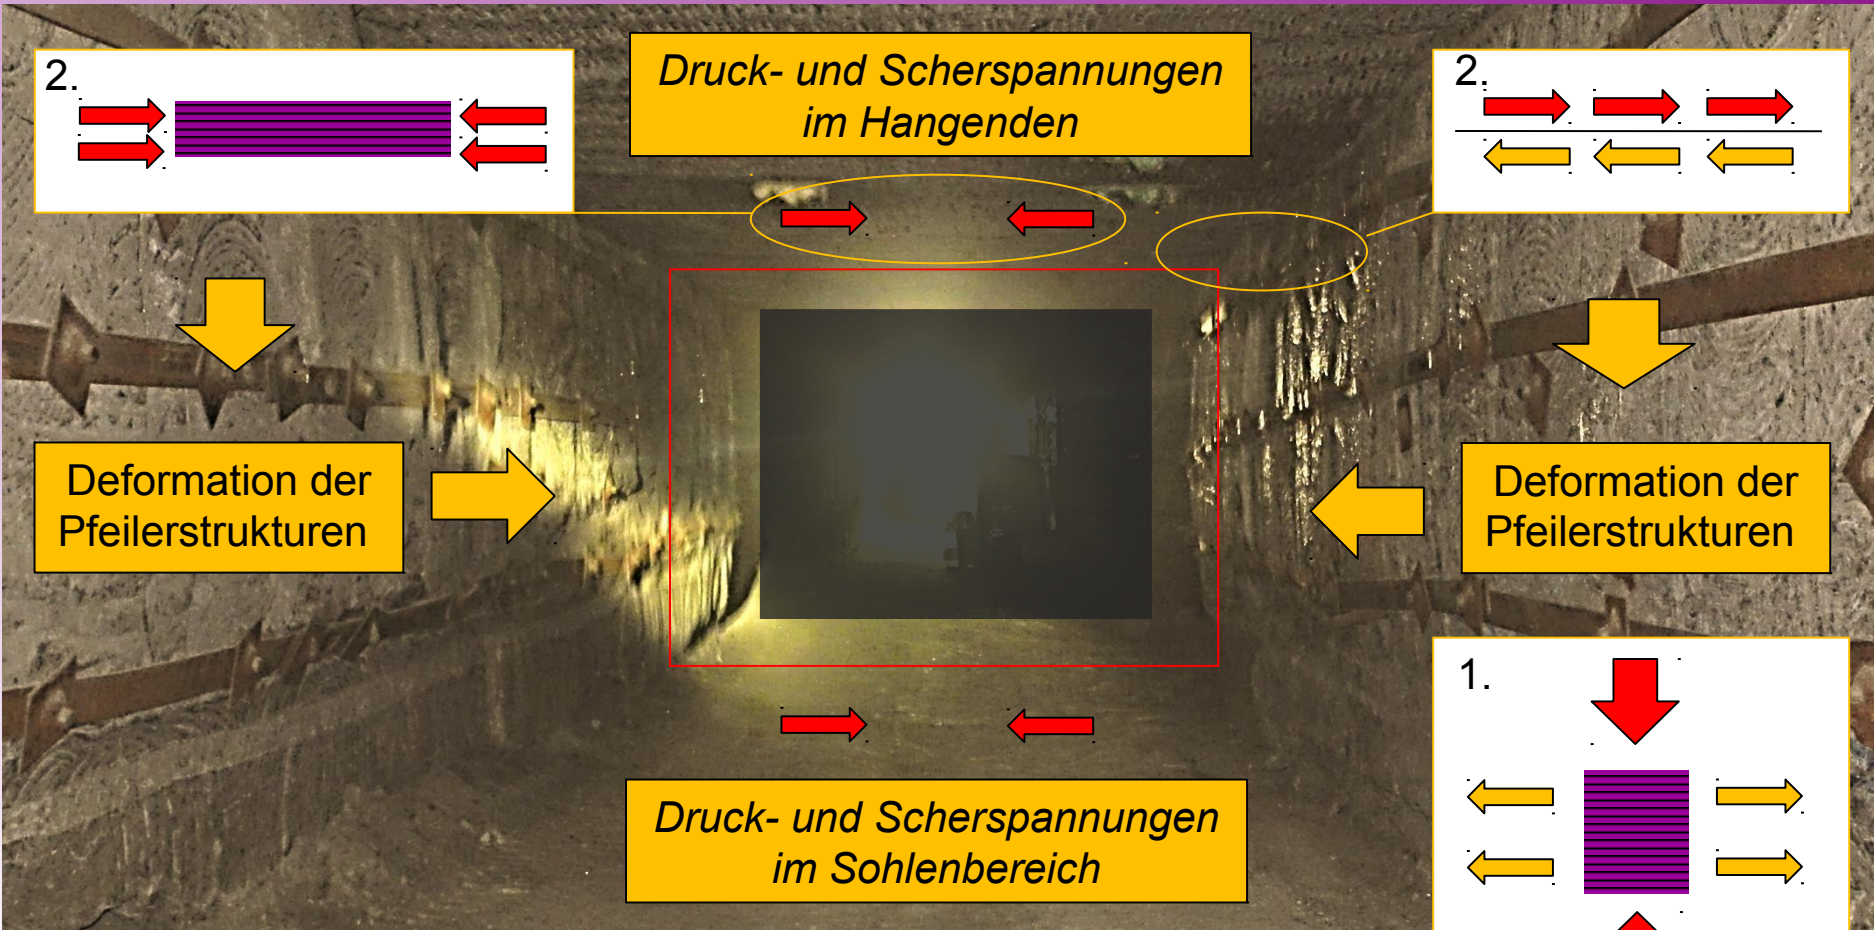 2.
Druck- und Scherspannungen
im Hangenden
2.
Deformation der
Pfeilerstrukturen
Deformation der
Pfeilerstrukturen
1.
Druck- und Scherspannungen
im Sohlenbereich